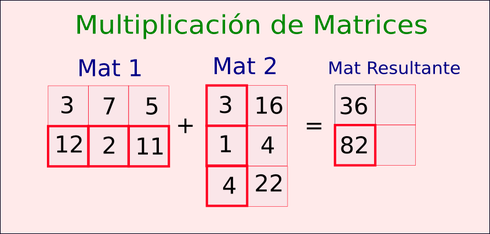 Multiplicación de Matrices
Mat 1
Mat 2
Mat Resultante
3 7 5
12 2 11
+
3 16
1 4
4 22
=
36
82